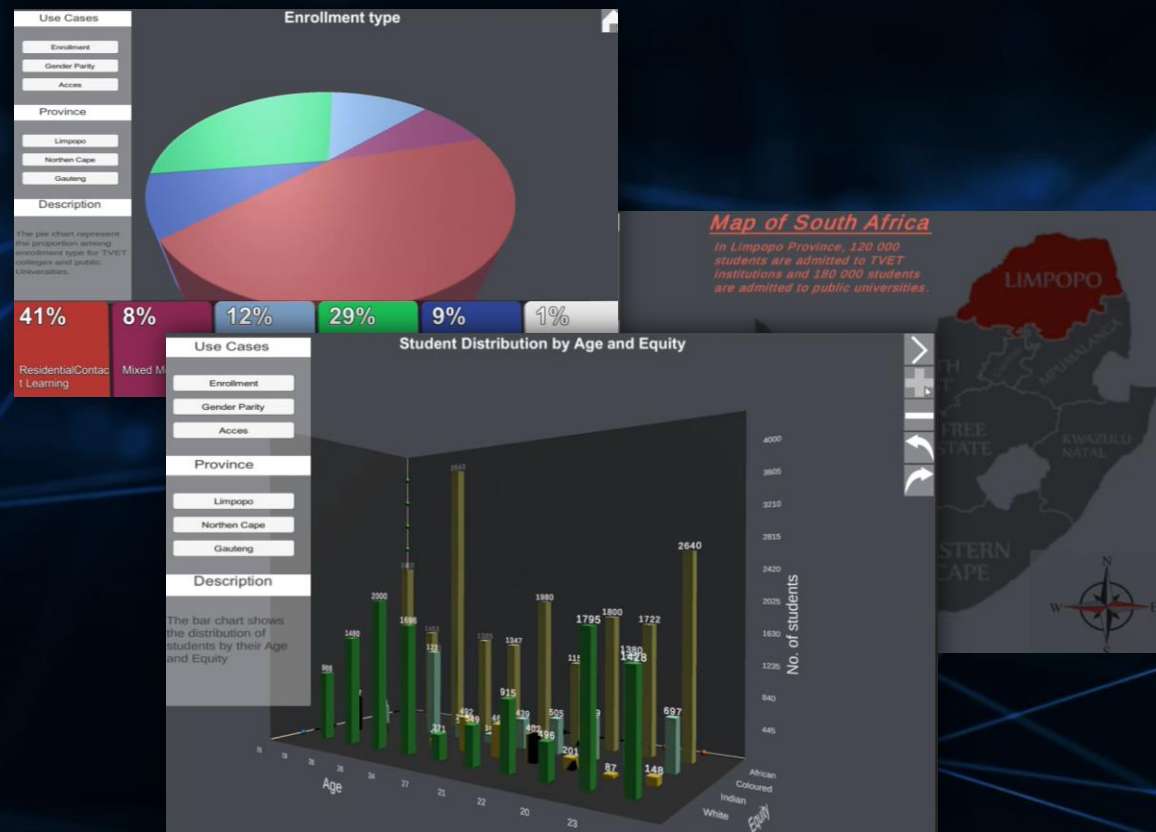 Use Cases
Enrollment type
Enrollment
Gender Parity
Acces
Province
Limpopo
Northen Cape
Gauteng
Description
The pie chart represent
the proportion among
enrollment type for TVET
colleges and public
Universities.
41%
8%
12%
29%
9%
1%
ResidentialContac
t Learning
Mixed M
Map of South Africa
In Limpopo Province, 120 000
students are admitted to TVET
institutions and 180 000 students
are admitted to public universities.
LIMPOPO
MPUMALANGA
TH
ST
FREE
STATE
KWAZULU
NATAL
STERN
CAPE
N
W
E
S
Use Cases
Student Distribution by Age and Equity
Enrollment
Gender Parity
Acces
Province
Limpopo
Northen Cape
Gauteng
Description
The bar chart shows
the distribution of
students by their Age
and Equity
4000
3605
3210
2815
2420
2025
1630
1235
840
445
No. of students
2640
1980
2000
1696
1480
966
1795
1800
1722
1380
1428
1347
915
697
505
496
402
201
87
148
27
21
22
20
23
Age
African
Coloured
Indian
White
Equity